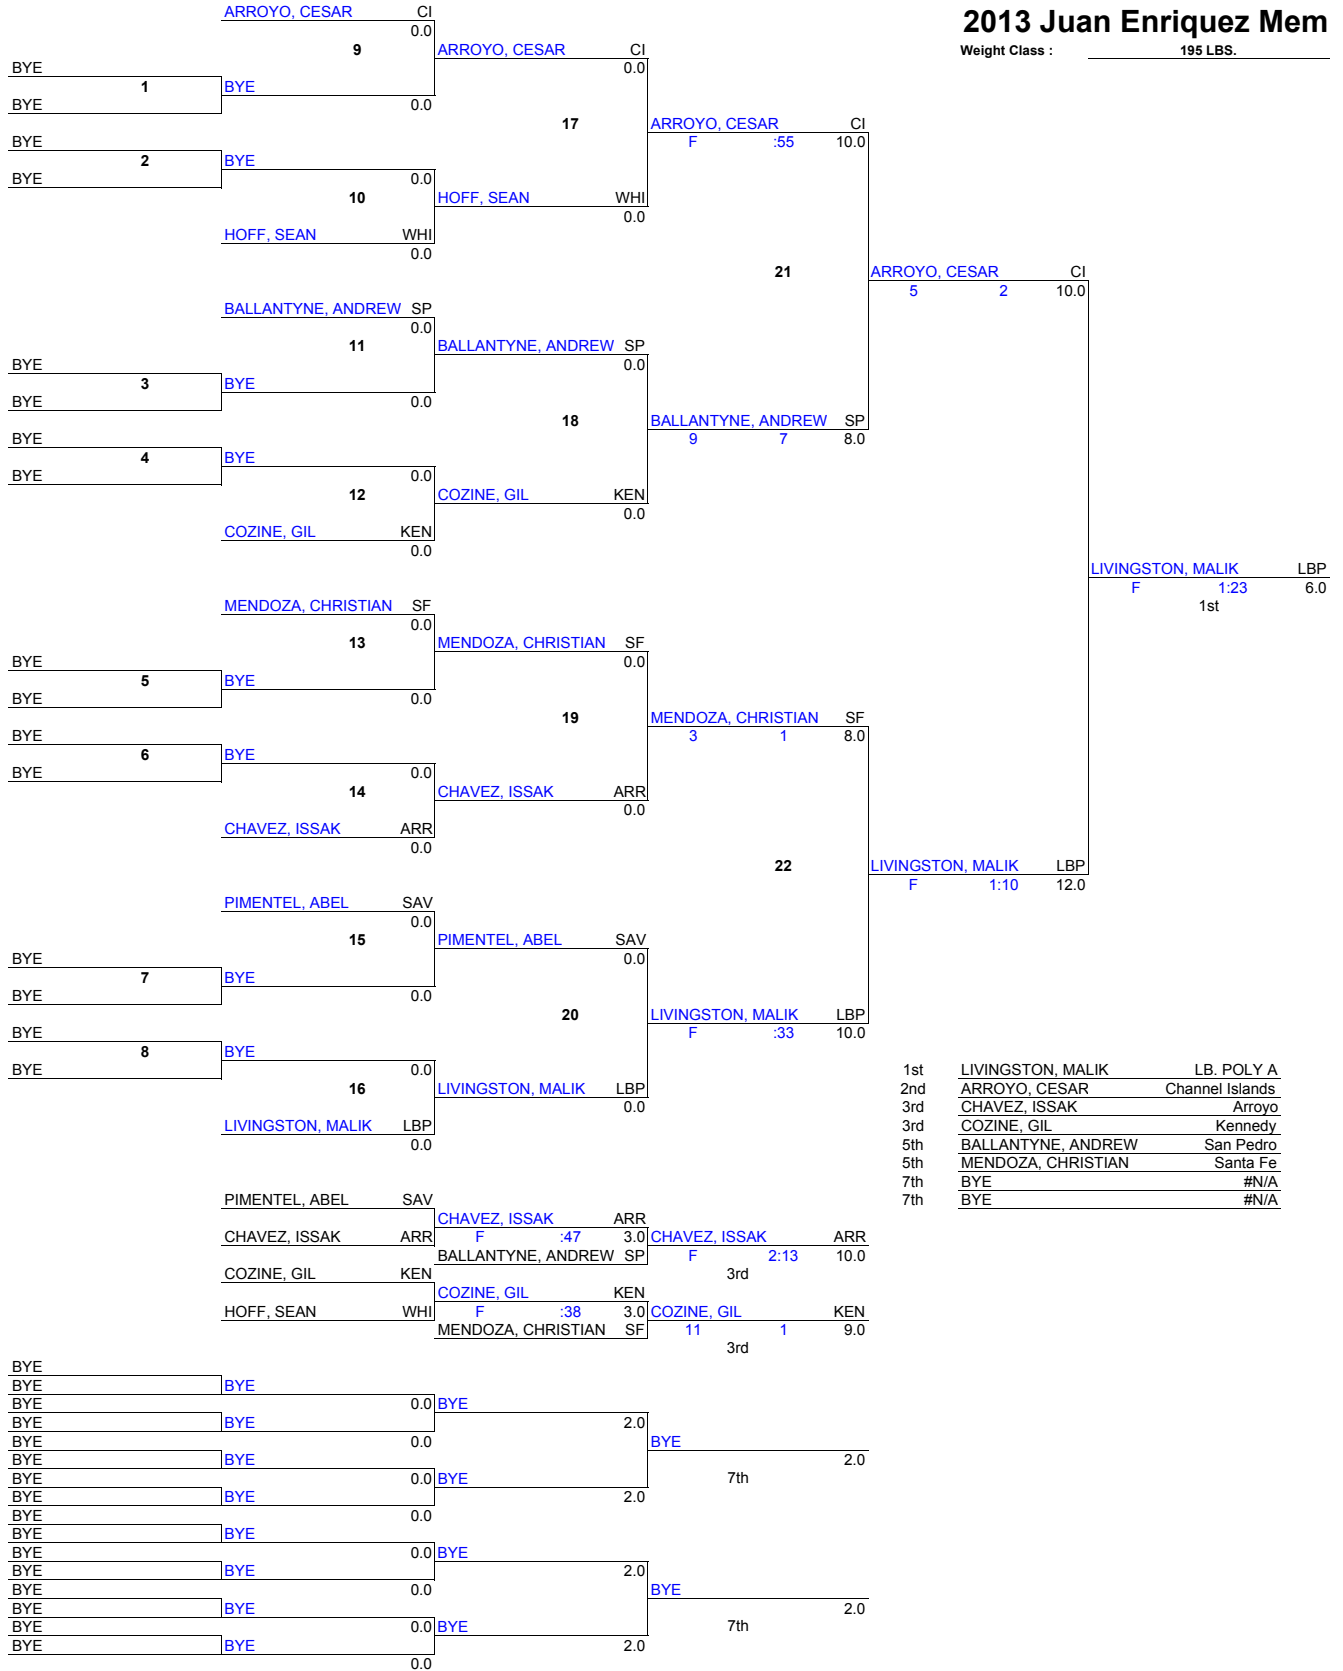 ARROYO, CESAR CI
2013 Juan Enriquez Mem
0.0
9 ARROYO, CESAR CI
Weight Class : 195 LBS.
BYE 0.0
1 BYE
BYE 0.0
17 ARROYO, CESAR CI
BYE F :55 10.0
2 BYE
BYE 0.0
10 HOFF, SEAN WHI
0.0
HOFF, SEAN WHI
0.0
21 ARROYO, CESAR CI
5 2 10.0
BALLANTYNE, ANDREW SP
0.0
11 BALLANTYNE, ANDREW SP
BYE 0.0
3 BYE
BYE 0.0
18 BALLANTYNE, ANDREW SP
BYE 9 7 8.0
4 BYE
BYE 0.0
12 COZINE, GIL KEN
0.0
COZINE, GIL KEN
0.0
LIVINGSTON, MALIK LBP
F 1:23 6.0
MENDOZA, CHRISTIAN SF 1st
0.0
13 MENDOZA, CHRISTIAN SF
BYE 0.0
5 BYE
BYE 0.0
19 MENDOZA, CHRISTIAN SF
BYE 3 1 8.0
6 BYE
BYE 0.0
14 CHAVEZ, ISSAK ARR
0.0
CHAVEZ, ISSAK ARR
0.0
22 LIVINGSTON, MALIK LBP
F 1:10 12.0
PIMENTEL, ABEL SAV
0.0
15 PIMENTEL, ABEL SAV
BYE 0.0
7 BYE
BYE 0.0
20 LIVINGSTON, MALIK LBP
BYE F :33 10.0
8 BYE
BYE 0.0
1st LIVINGSTON, MALIK LB. POLY A
16 LIVINGSTON, MALIK LBP
2nd ARROYO, CESAR Channel Islands
0.0
3rd CHAVEZ, ISSAK Arroyo
LIVINGSTON, MALIK LBP
3rd COZINE, GIL Kennedy
0.0
5th BALLANTYNE, ANDREW San Pedro
5th MENDOZA, CHRISTIAN Santa Fe
7th BYE #N/A
PIMENTEL, ABEL SAV
7th BYE #N/A
CHAVEZ, ISSAK ARR
CHAVEZ, ISSAK ARR F :47 3.0 CHAVEZ, ISSAK ARR
BALLANTYNE, ANDREW SP F 2:13 10.0
COZINE, GIL KEN 3rd
COZINE, GIL KEN
HOFF, SEAN WHI F :38 3.0 COZINE, GIL KEN
MENDOZA, CHRISTIAN SF 11 1 9.0
3rd
BYE
BYE BYE
BYE 0.0 BYE
BYE BYE 2.0
BYE 0.0 BYE
BYE BYE 2.0
BYE 0.0 BYE 7th
BYE BYE 2.0
BYE 0.0
BYE BYE
BYE 0.0 BYE
BYE BYE 2.0
BYE 0.0 BYE
BYE BYE 2.0
BYE 0.0 BYE 7th
BYE BYE 2.0
0.0